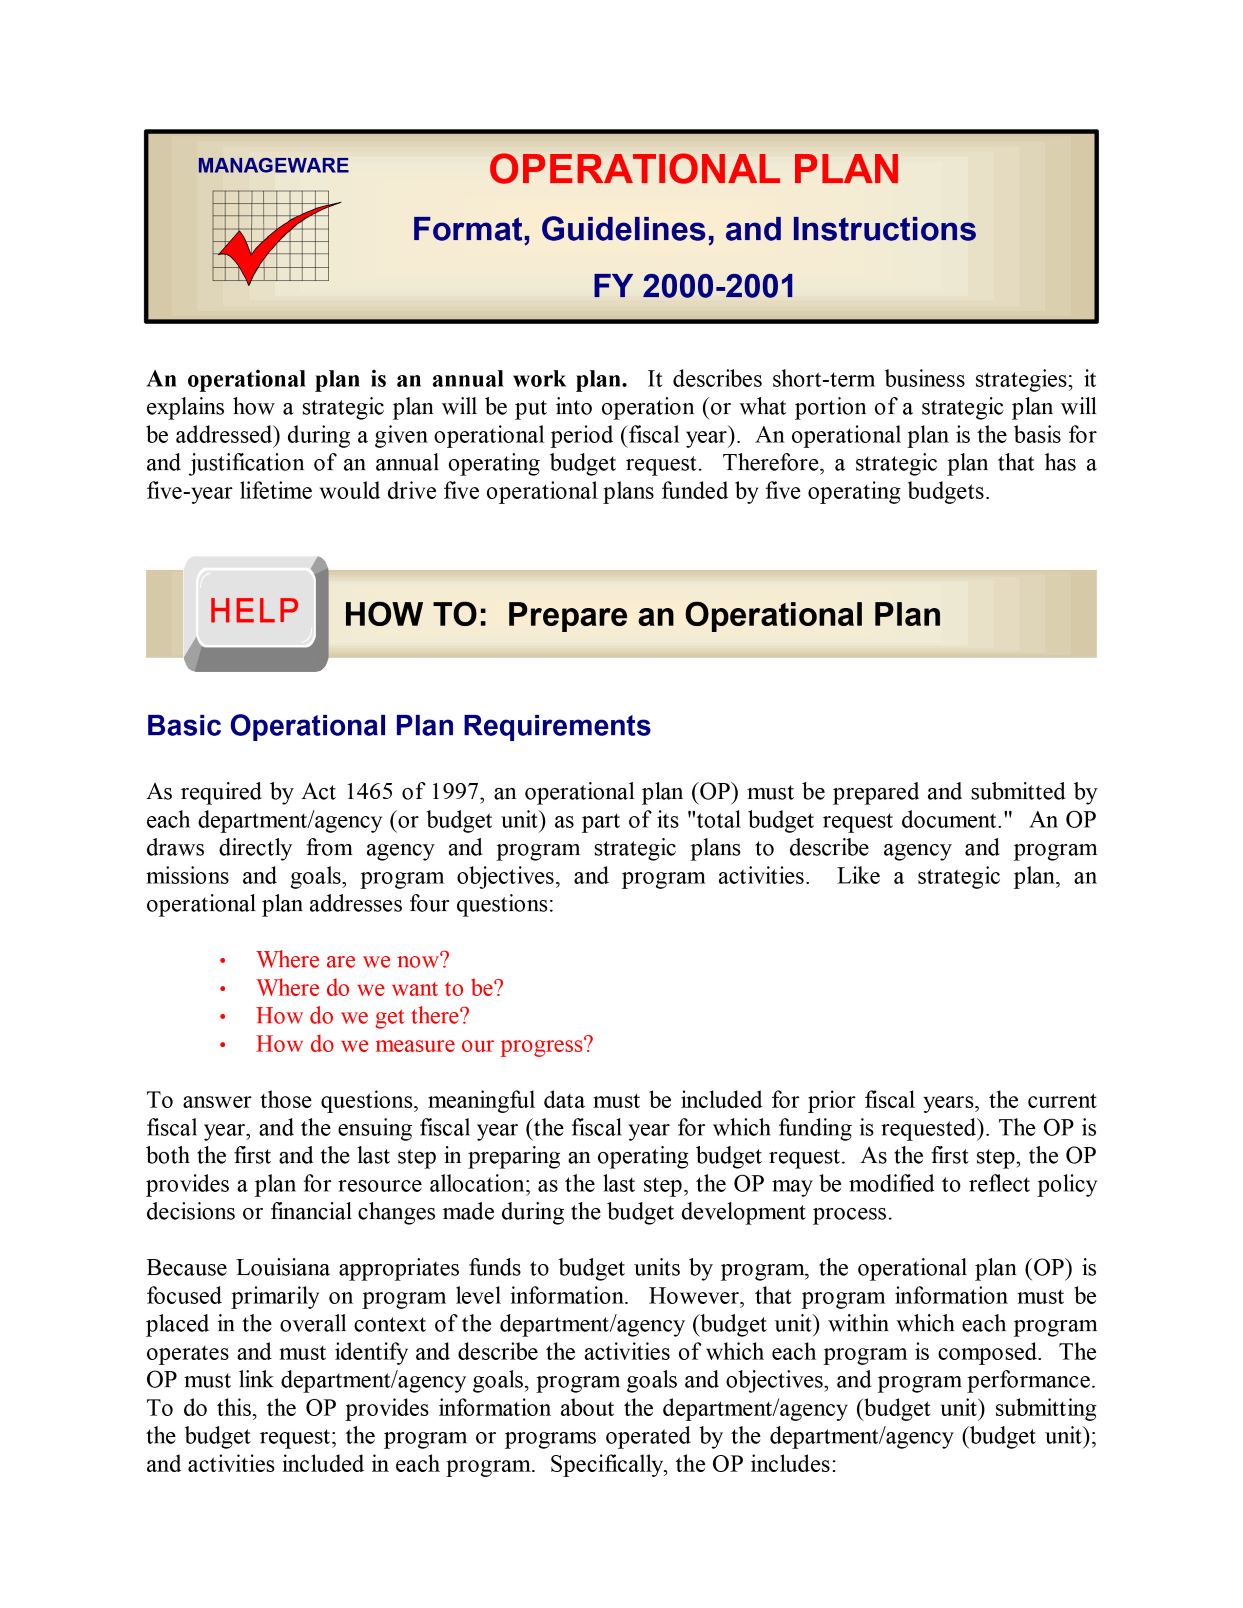 MANAGEWARE
OPERATIONAL PLAN
Format, Guidelines, and Instructions
FY 2000-2001
An operational plan is an annual work plan. It describes short-term business strategies; it
explains how a strategic plan will be put into operation (or what portion of a strategic plan will
be addressed) during a given operational period (fiscal year). An operational plan is the basis for
and justification of an annual operating budget request. Therefore, a strategic plan that has a
five-year lifetime would drive five operational plans funded by five operating budgets.
HELP
HOW TO: Prepare an Operational Plan
Basic Operational Plan Requirements
As required by Act 1465 of 1997, an operational plan (OP) must be prepared and submitted by
each department/agency (or budget unit) as part of its "total budget request document." An OP
draws directly from agency and program strategic plans to describe agency and program
missions and goals, program objectives, and program activities. Like a strategic plan, an
operational plan addresses four questions:
• Where are we now?
• Where do we want to be?
• How do we get there?
• How do we measure our progress?
To answer those questions, meaningful data must be included for prior fiscal years, the current
fiscal year, and the ensuing fiscal year (the fiscal year for which funding is requested). The OP is
both the first and the last step in preparing an operating budget request. As the first step, the OP
provides a plan for resource allocation; as the last step, the OP may be modified to reflect policy
decisions or financial changes made during the budget development process.
Because Louisiana appropriates funds to budget units by program, the operational plan (OP) is
focused primarily on program level information. However, that program information must be
placed in the overall context of the department/agency (budget unit) within which each program
operates and must identify and describe the activities of which each program is composed. The
OP must link department/agency goals, program goals and objectives, and program performance.
To do this, the OP provides information about the department/agency (budget unit) submitting
the budget request; the program or programs operated by the department/agency (budget unit);
and activities included in each program. Specifically, the OP includes: